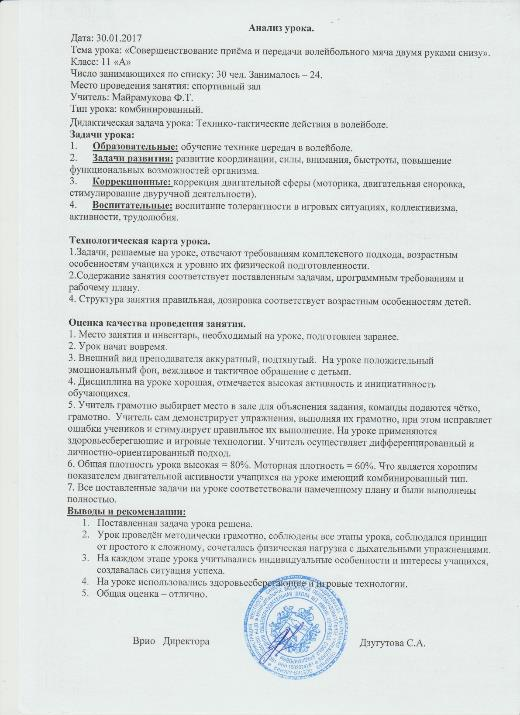 Анализ урока.
Дата: 30.01.2017
Тема урока: «Совершенствование приёма и передачи волейбольного мяча двумя руками снизу».
Класс: 11 «А»
Число занимающихся по списку: 30 чел. Занималось – 24.
Место проведения занятия: спортивный зал
Учитель: Майрамукова Ф.Т.
Тип урока: комбинированный.
Дидактическая задача урока: Технико-тактические действия в волейболе.
Задачи урока:
1. Образовательные: обучение технике передач в волейболе.
2. Задачи развития: развитие координации, силы, внимания, быстроты, повышение
функциональных возможностей организма.
3. Коррекционные: коррекция двигательной сферы (моторика, двигательная сноровка,
стимулирование двуручной деятельности).
4. Воспитательные: воспитание толерантности в игровых ситуациях, коллективизма,
активности, трудолюбия.
Технологическая карта урока.
1.Задачи, решаемые на уроке, отвечают требованиям комплексного подхода, возрастным
особенностям учащихся и уровню их физической подготовленности.
2.Содержание занятия соответствует поставленным задачам, программным требованиям и
рабочему плану.
4. Структура занятия правильная, дозировка соответствует возрастным особенностям детей.
Оценка качества проведения занятия.
1. Место занятия и инвентарь, необходимый на уроке, подготовлен заранее.
2. Урок начат вовремя.
3. Внешний вид преподавателя аккуратный, подтянутый. На уроке положительный
эмоциональный фон, вежливое и тактичное обращение с детьми.
4. Дисциплина на уроке хорошая, отмечается высокая активность и инициативность
обучающихся.
5. Учитель грамотно выбирает место в зале для объяснения задания, команды подаются чётко,
грамотно. Учитель сам демонстрирует упражнения, выполняя их грамотно, при этом исправляет
ошибки учеников и стимулирует правильное их выполнение. На уроке применяются
здоровьесберегающие и игровые технологии. Учитель осуществляет дифференцированный и
личностно-ориентированный подход.
6. Общая плотность урока высокая = 80%. Моторная плотность = 60%. Что является хорошим
показателем двигательной активности учащихся на уроке имеющий комбинированный тип.
7. Все поставленные задачи на уроке соответствовали намеченному плану и были выполнены
полностью.
Выводы и рекомендации:
1. Поставленная задача урока решена.
2. Урок проведён методически грамотно, соблюдены все этапы урока, соблюдался принцип
от простого к сложному, сочеталась физическая нагрузка с дыхательными упражнениями.
3. На каждом этапе урока учитывались индивидуальные особенности и интересы учащихся,
создавалась ситуация успеха.
4. На уроке использовались здоровьесберегающие и игровые технологии.
5. Общая оценка – отлично.
Врио Директора Дзугутова С.А.